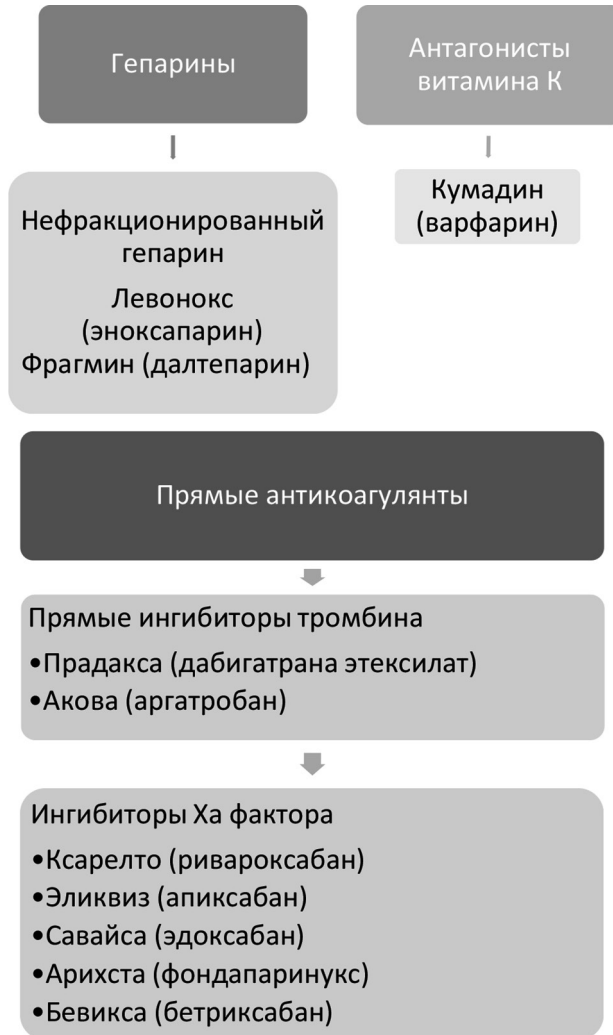 Гепарины
Антагонисты
витамина К
Нефракционированный
гепарин
Левонокс
(эноксапарин)
Фрагмин (далтепарин)
Кумадин
(варфарин)
Прямые антикоагулянты
Прямые ингибиторы тромбина
•Прадакса (дабигатрана этексилат)
•Акова (аргатробан)
Ингибиторы Ха фактора
•Ксарелто (ривароксабан)
•Эликвиз (апиксабан)
•Савайса (эдоксабан)
•Арихста (фондапаринукс)
•Бевикса (бетриксабан)